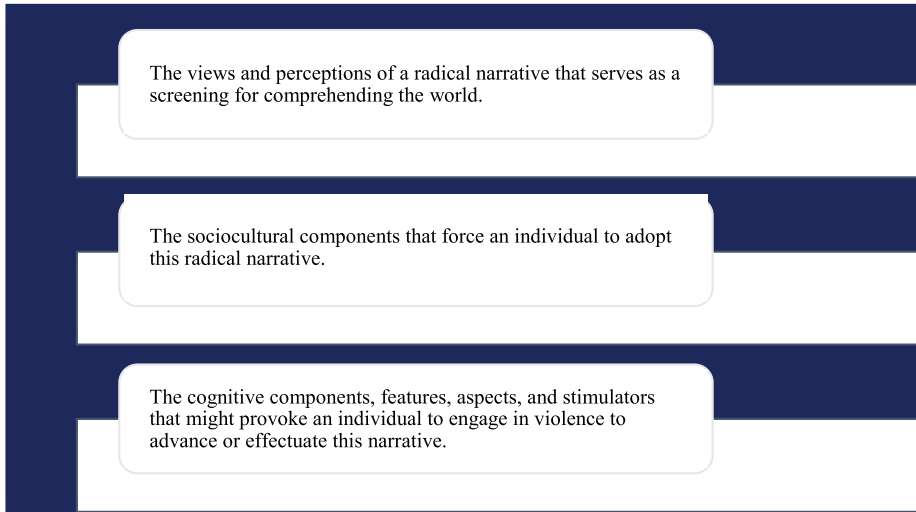 The views and perceptions of a radical narrative that serves as a
screening for comprehending the world.
The sociocultural components that force an individual to adopt
this radical narrative.
The cognitive components, features, aspects, and stimulators
that might provoke an individual to engage in violence to
advance or effectuate this narrative.